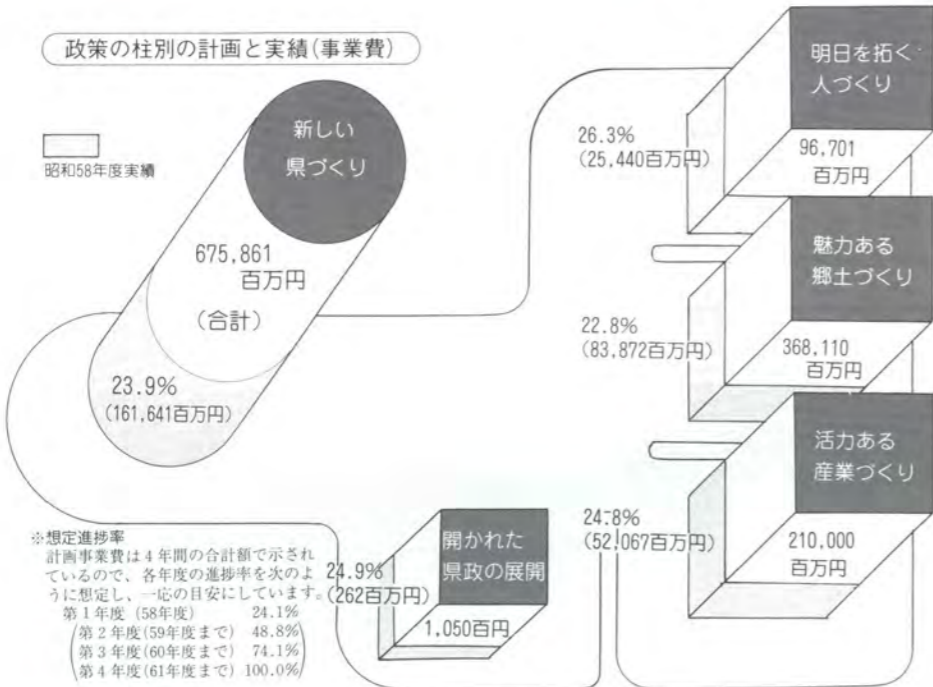 政策の柱別の計画と実績(事業費)
昭和58年度実績
新しい
県づくり
675,861
百万円
(合計)
23.9%
(161,641百万円)
明日を拓く
人づくり
26.3%
(25,440百万円)
96,701
百万円
魅力ある
郷土づくり
22.8%
(83,872百万円)
368,110
百万円
活力ある
産業づくり
24.8%
(52,067百万円)
210,000
百万円
開かれた
県政の展開
24.9%
(262百万円)
1,050百円
※想定進捗率
計画事業費は4年間の合計額で示され
ているので、各年度の進捗率を次のよ
うに想定し、一応の目安にしています。
第1年度(58年度) 24.1%
(第2年度(59年度まで) 48.8%
第3年度(60年度まで) 74.1%
第4年度(61年度まで) 100.0%)